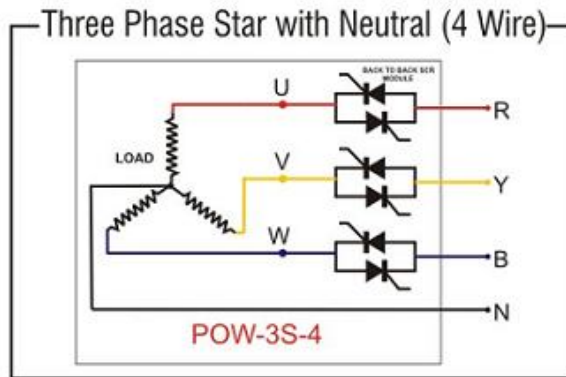 Three Phase Star with Neutral (4 Wire)
BACK TO BACK SCR
MODULE
U
R
LOAD
V
Y
W
B
N
POW-3S-4